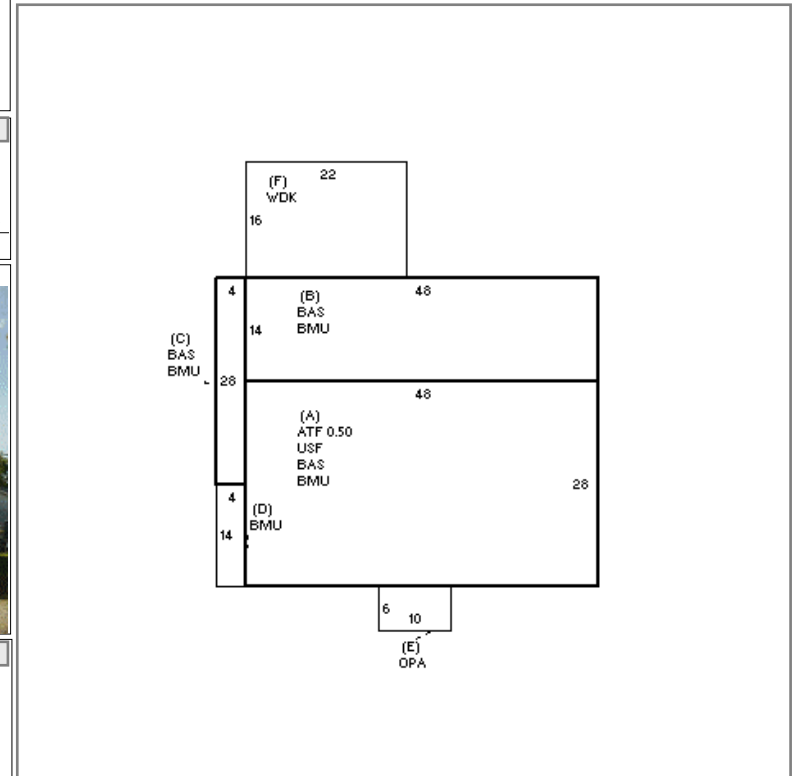 (F)
WDK
22
16
4
(B)
BAS
BMU
48
14
(C)
BAS
BMU
28
48
(A)
ATF 0.50
USF
BAS
BMU
28
4
(D)
BMU
14
6
10
(E)
OPA